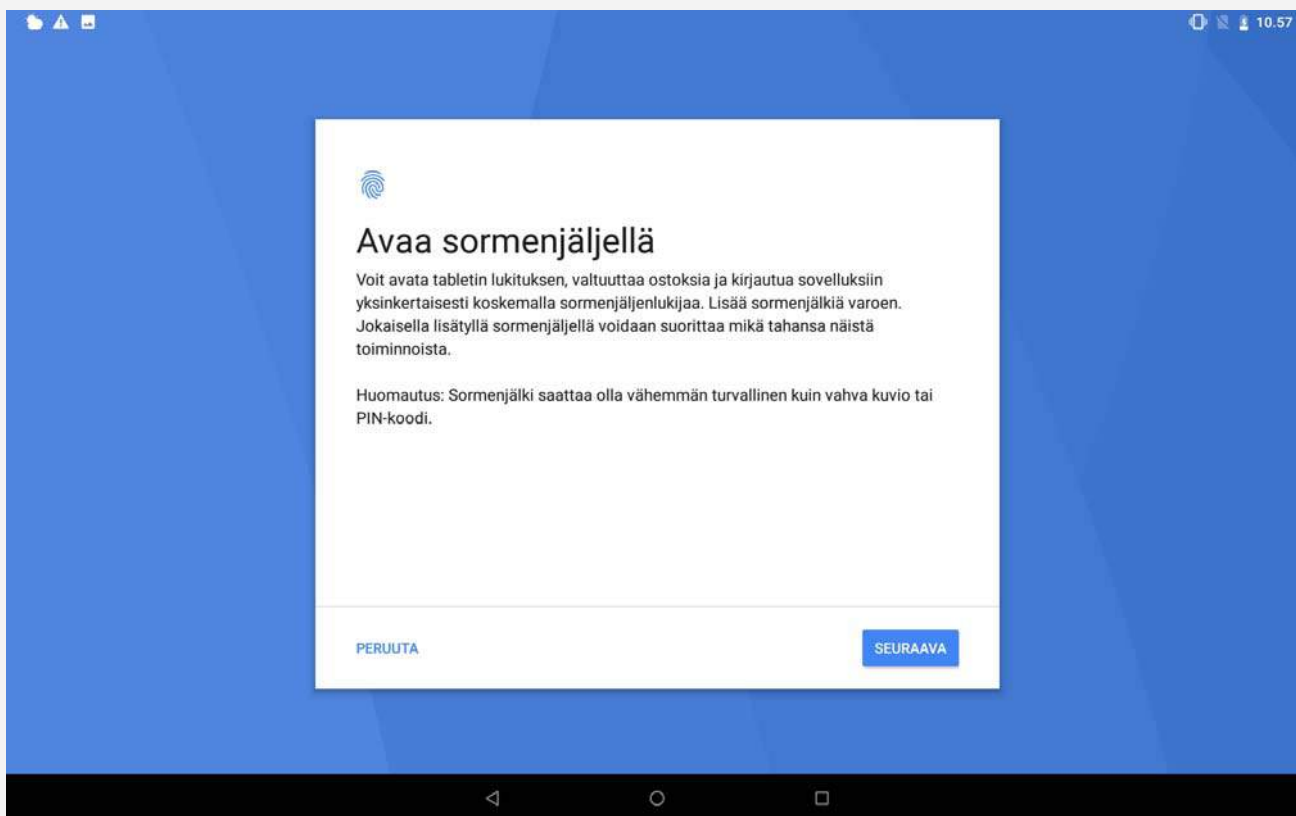 10.57
Avaa sormenjäljellä
Voit avata tabletin lukituksen, valtuuttaa ostoksia ja kirjautua sovelluksiin
yksinkertaisesti koskemalla sormenjäljenlukijaa. Lisää sormenjälkiä varoen.
Jokaisella lisätyllä sormenjäljellä voidaan suorittaa mikä tahansa näistä
toiminnoista.
Huomautus: Sormenjälki saattaa olla vähemmän turvallinen kuin vahva kuvio tai
PIN-koodi.
PERUUTA
SEURAAVA